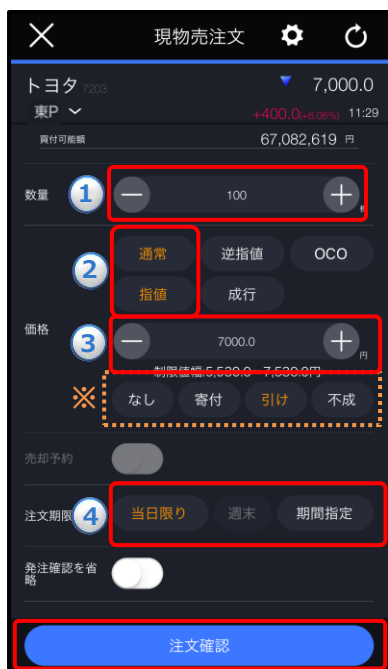 現物売注文
トヨタ 7203
7,000.0
東P
+400.0(+6.06%) 11:29
買付可能額 67,082,619 円
数量 1 100
2 通常 逆指値 OCO
指値 成行
価格 3 7000.0 円
制限値幅:5,530.0 - 7,530.0円
※ なし 寄付 引け 不成
売却予約
注文期限 4 当日限り 週末 期間指定
発注確認を省
略
注文確認